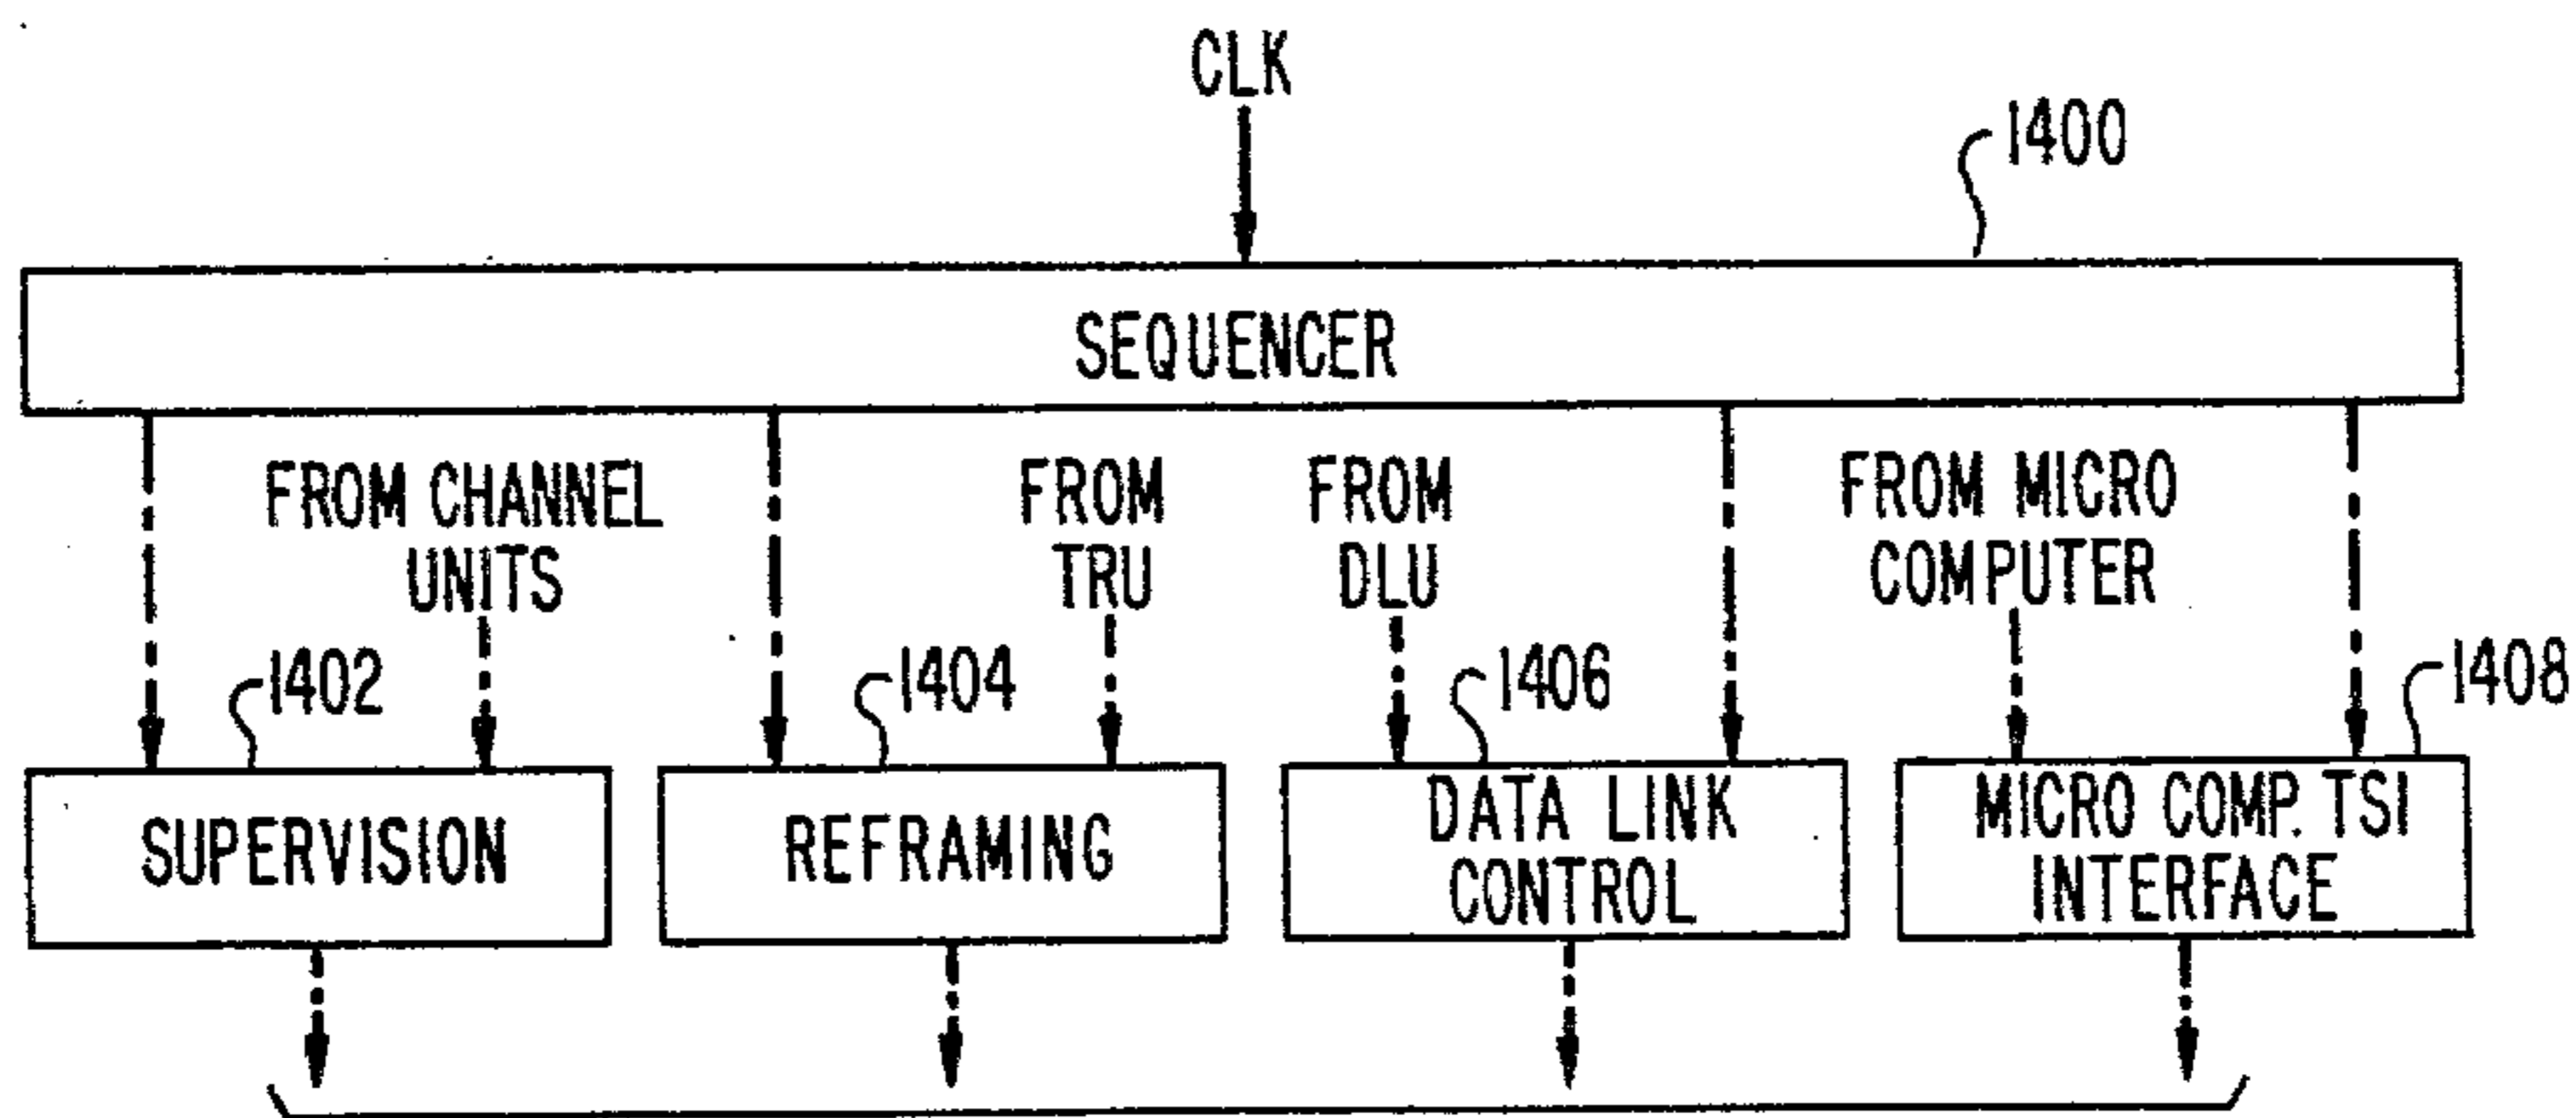 CLK
1400
SEQUENCER
FROM CHANNEL
UNITS
FROM
TRU
FROM
DLU
FROM MICRO
COMPUTER
1402
1404
1406
1408
SUPERVISION
REFRAMING
DATA LINK
CONTROL
MICRO COMP. TSI
INTERFACE